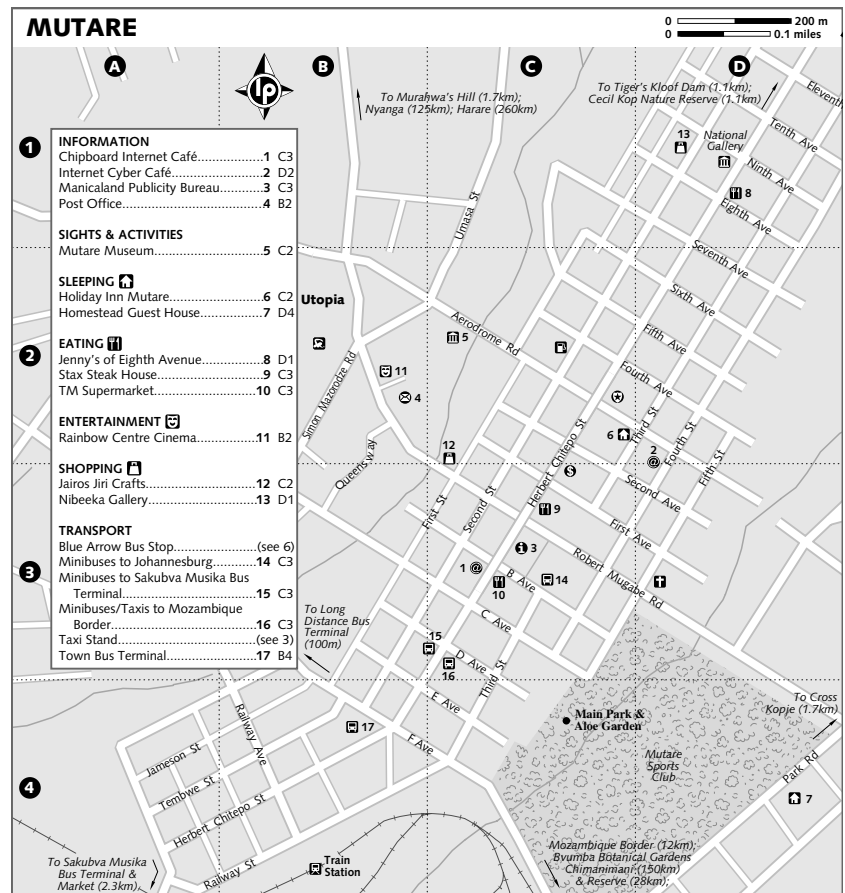 MUTARE
0 200 m
0 0.1 miles
A
B
C
D
lp
1
2
3
4
INFORMATION
Chipboard Internet Café..................1 C3
Internet Cyber Café........................2 D2
Manicaland Publicity Bureau...........3 C3
Post Office......................................4 B2
SIGHTS & ACTIVITIES
Mutare Museum.............................5 C2
SLEEPING
Holiday Inn Mutare.........................6 C2
Homestead Guest House................7 D4
EATING
Jenny's of Eighth Avenue................8 D1
Stax Steak House............................9 C3
TM Supermarket...........................10 C3
ENTERTAINMENT
Rainbow Centre Cinema................11 B2
SHOPPING
Jairos Jiri Crafts.............................12 C2
Nibeeka Gallery.............................13 D1
TRANSPORT
Blue Arrow Bus Stop.....................(see 6)
Minibuses to Johannesburg...........14 C3
Minibuses to Sakubva Musika Bus
Terminal....................................15 C3
Minibuses/Taxis to Mozambique
Border.......................................16 C3
Taxi Stand....................................(see 3)
Town Bus Terminal........................17 B4
To Murahwa's Hill (1.7km);
Nyanga (125km); Harare (260km)
To Tiger's Kloof Dam (1.1km);
Cecil Kop Nature Reserve (1.1km)
Eleventh
Tenth Ave
13
National
Gallery
Ninth Ave
8
Eighth Ave
Seventh Ave
Umasa St
Sixth Ave
Utopia
Aerodrome Rd
5
Fifth Ave
Simon Mazorodze Rd
11
4
Fourth Ave
Third St
Fourth St
Fifth St
6
2
12
Queensway
Herbert Chitepo St
$
Second Ave
First St
Second St
9
First Ave
3
Robert Mugabe Rd
1 @
10
B Ave
14
C Ave
To Long
Distance Bus
Terminal
(100m)
15
16
D Ave
Third St
E Ave
F Ave
To Cross
Kopje (1.7km)
Main Park &
Aloe Garden
Mutare
Sports
Club
Park Rd
7
Railway Ave
17
Jameson St
Tembwe St
Herbert Chitepo St
Railway St
Train
Station
To Sakubva Musika
Bus Terminal &
Market (2.3km),
Mozambique Border (12km);
Bvumba Botanical Gardens
Chimanimani (150km)
& Reserve (28km);